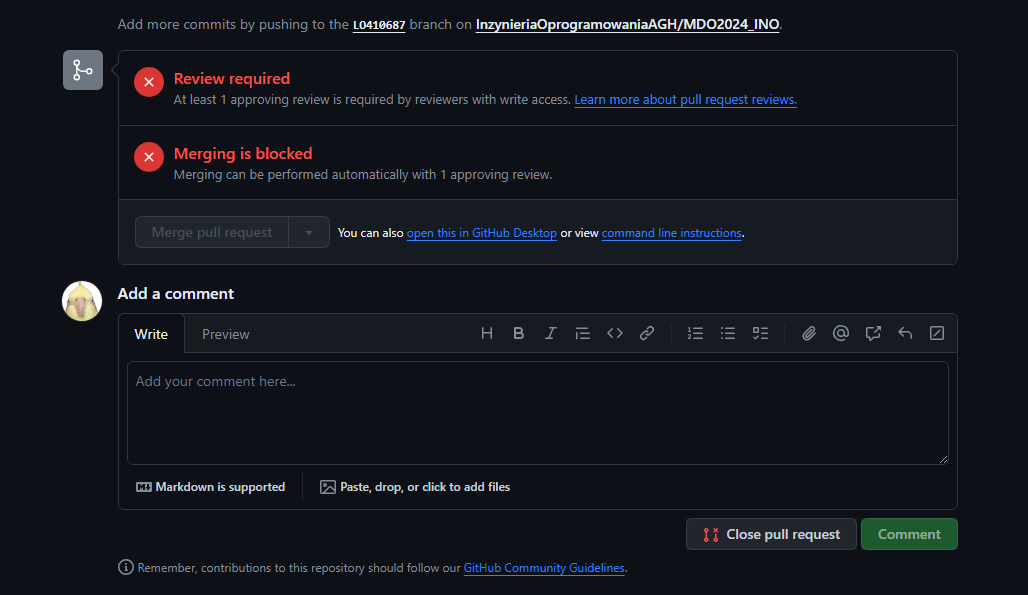 Add more commits by pushing to the LO410687 branch on InzynieriaOprogramowaniaAGH/MDO2024_INO.
Review required
At least 1 approving review is required by reviewers with write access. Learn more about pull request reviews.
Merging is blocked
Merging can be performed automatically with 1 approving review.
Merge pull request
You can also open this in GitHub Desktop or view command line instructions.
Add a comment
Write Preview
Add your comment here...
Markdown is supported
Paste, drop, or click to add files
Close pull request
Comment
Remember, contributions to this repository should follow our GitHub Community Guidelines.